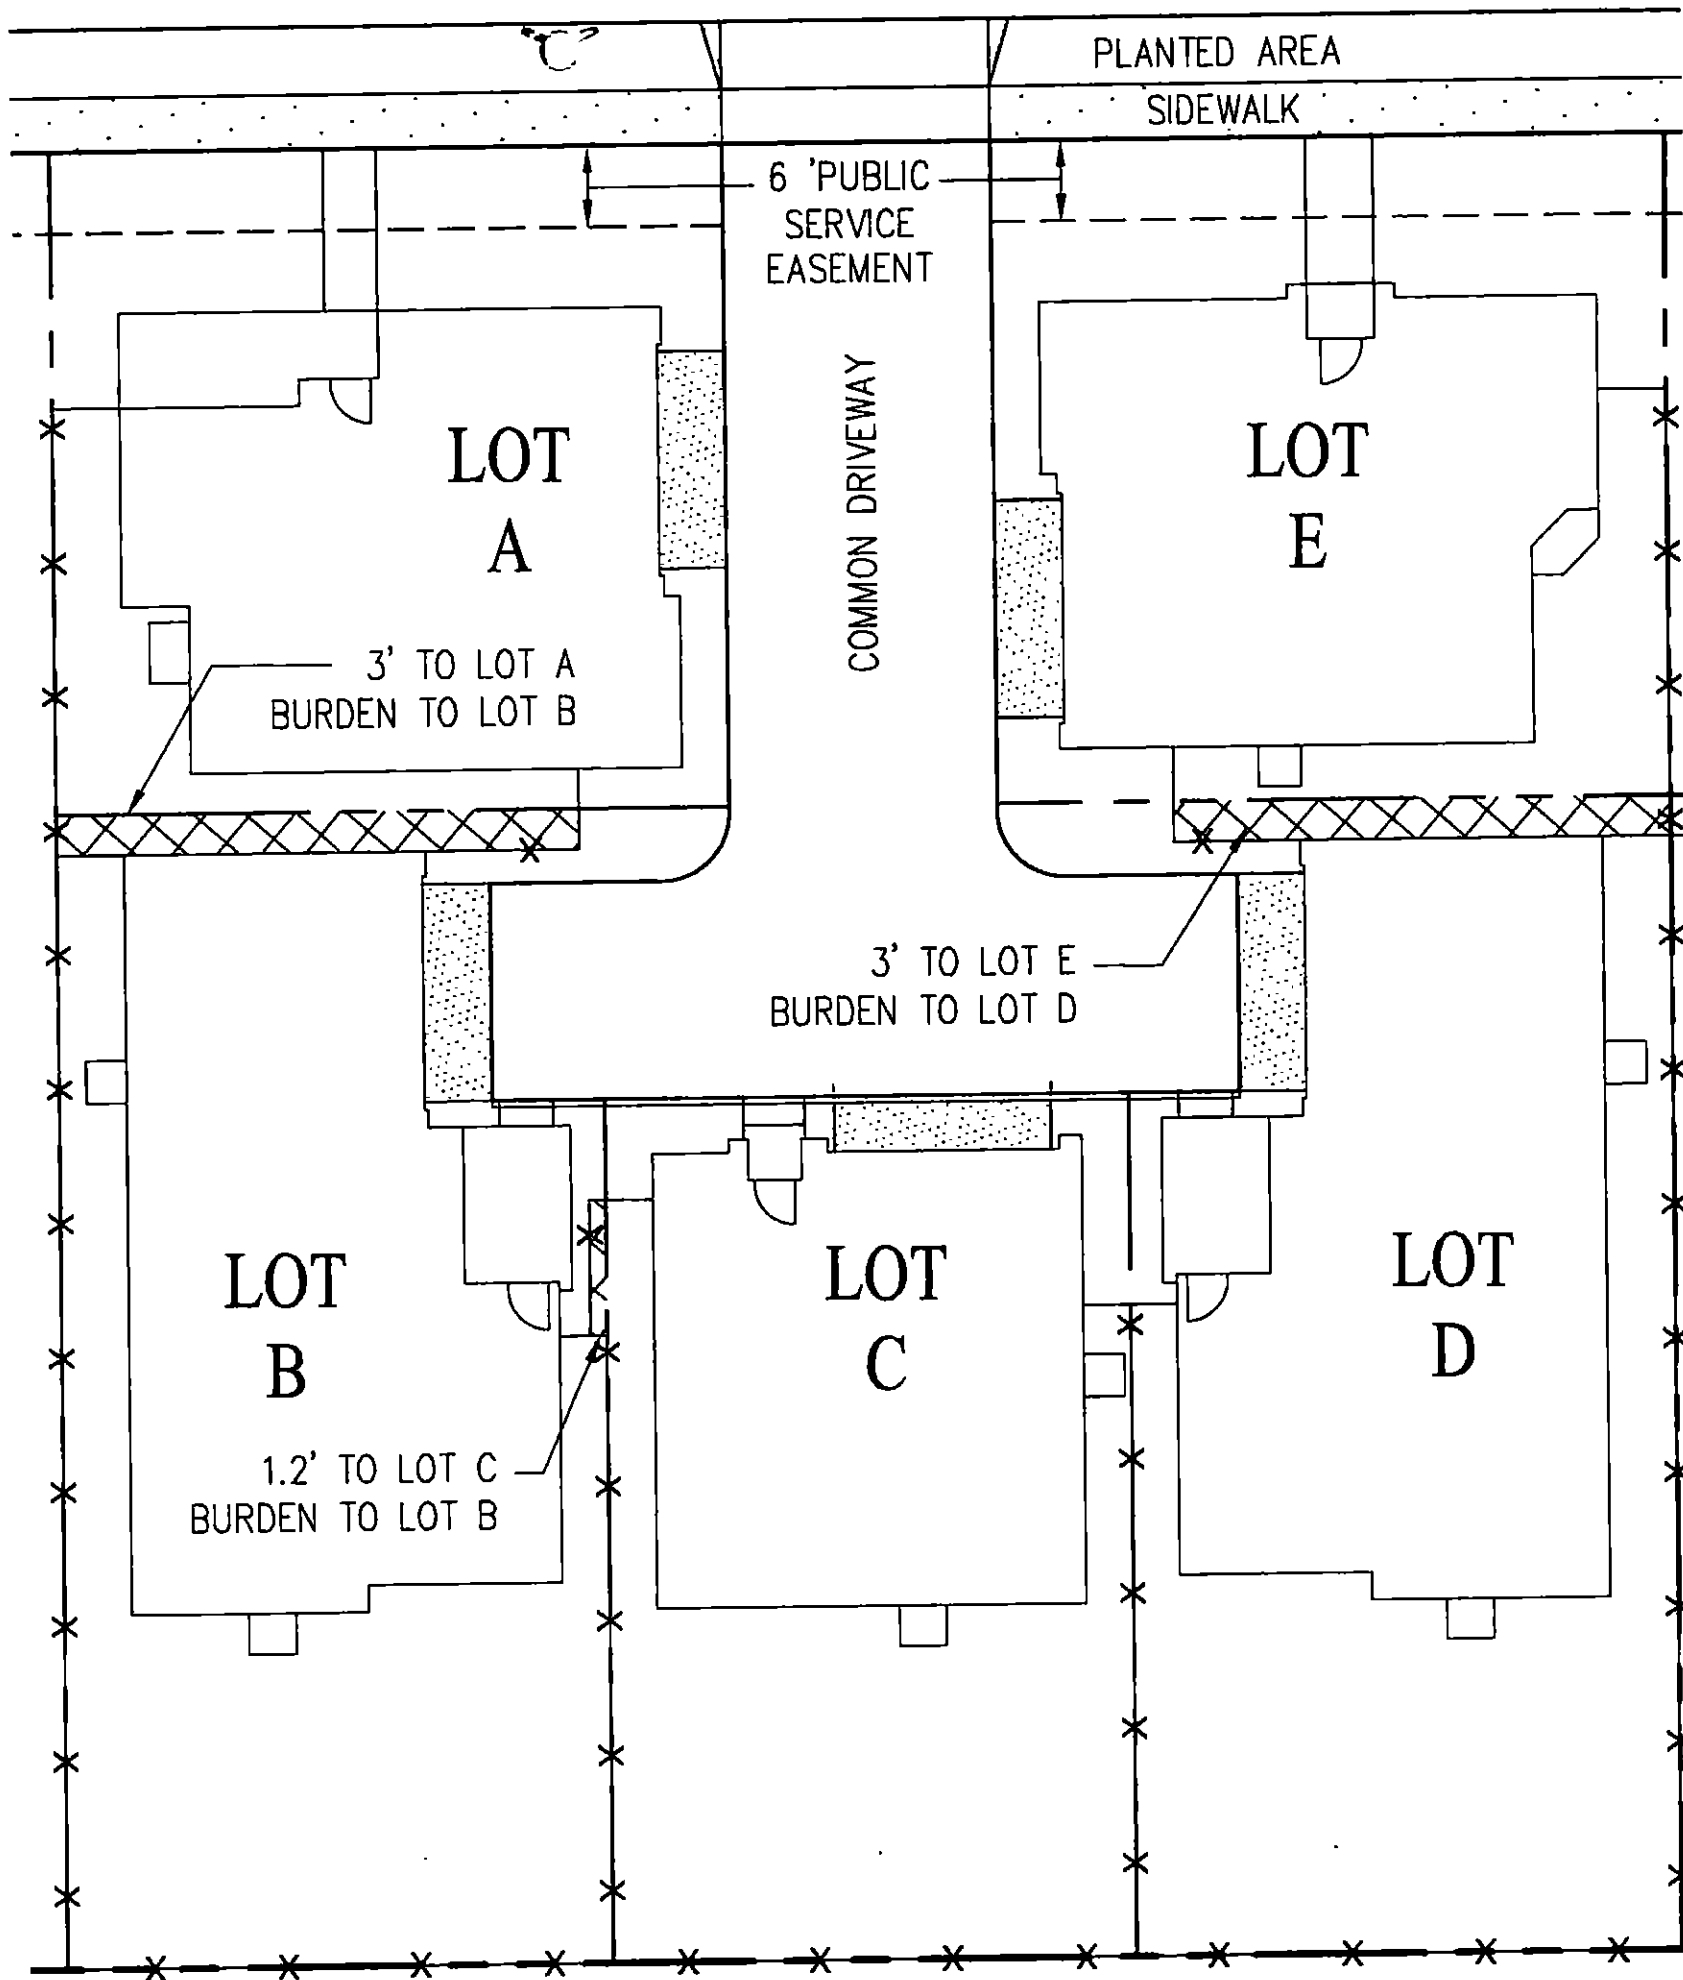 PLANTED AREA
SIDEWALK
6 'PUBLIC
SERVICE
EASEMENT
COMMON DRIVEWAY
LOT
A
LOT
E
3' TO LOT A
BURDEN TO LOT B
3' TO LOT E
BURDEN TO LOT D
LOT
B
LOT
C
LOT
D
1.2' TO LOT C
BURDEN TO LOT B